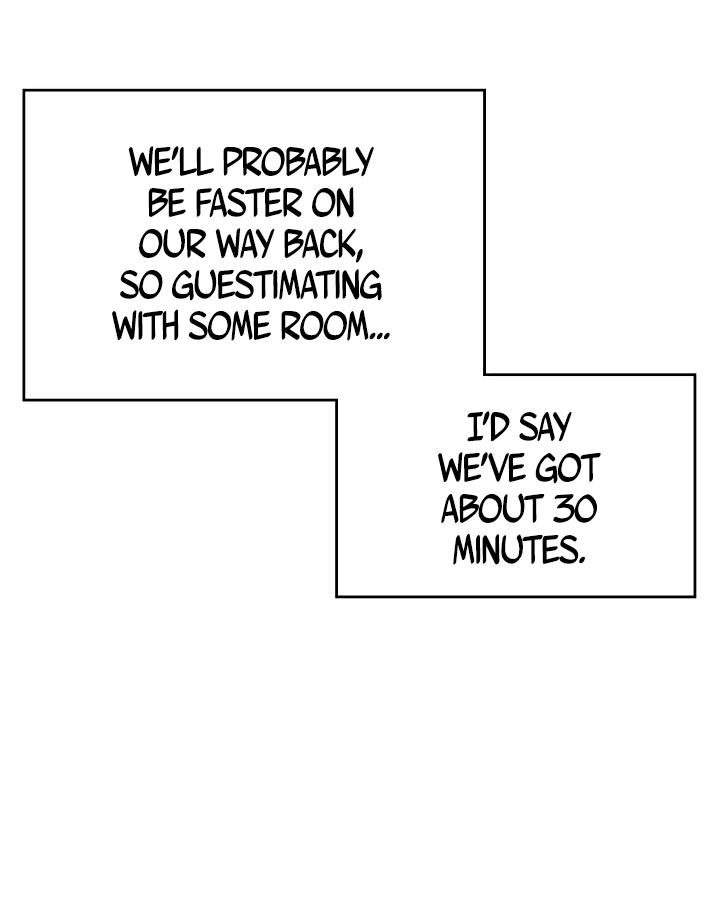 WE'LL PROBABLY
BE FASTER ON
OUR WAY BACK,
SO GUESTIMATING
WITH SOME ROOM...
I'D SAY
WE'VE GOT
ABOUT 30
MINUTES.